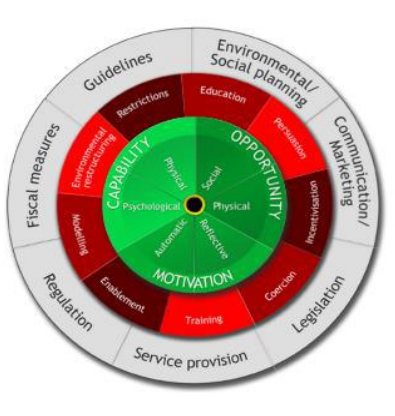 Environmental/
Social planning
Communication/
Marketing
Legislation
Service provision
Regulation
Fiscal measures
Guidelines
Education
Persuasion
Incentivisation
Coercion
Training
Enablement
Modelling
Environmental
restructuring
Restrictions
CAPABILITY
OPPORTUNITY
MOTIVATION
Physical
Social
Psychological
Physical
Automatic
Reflective